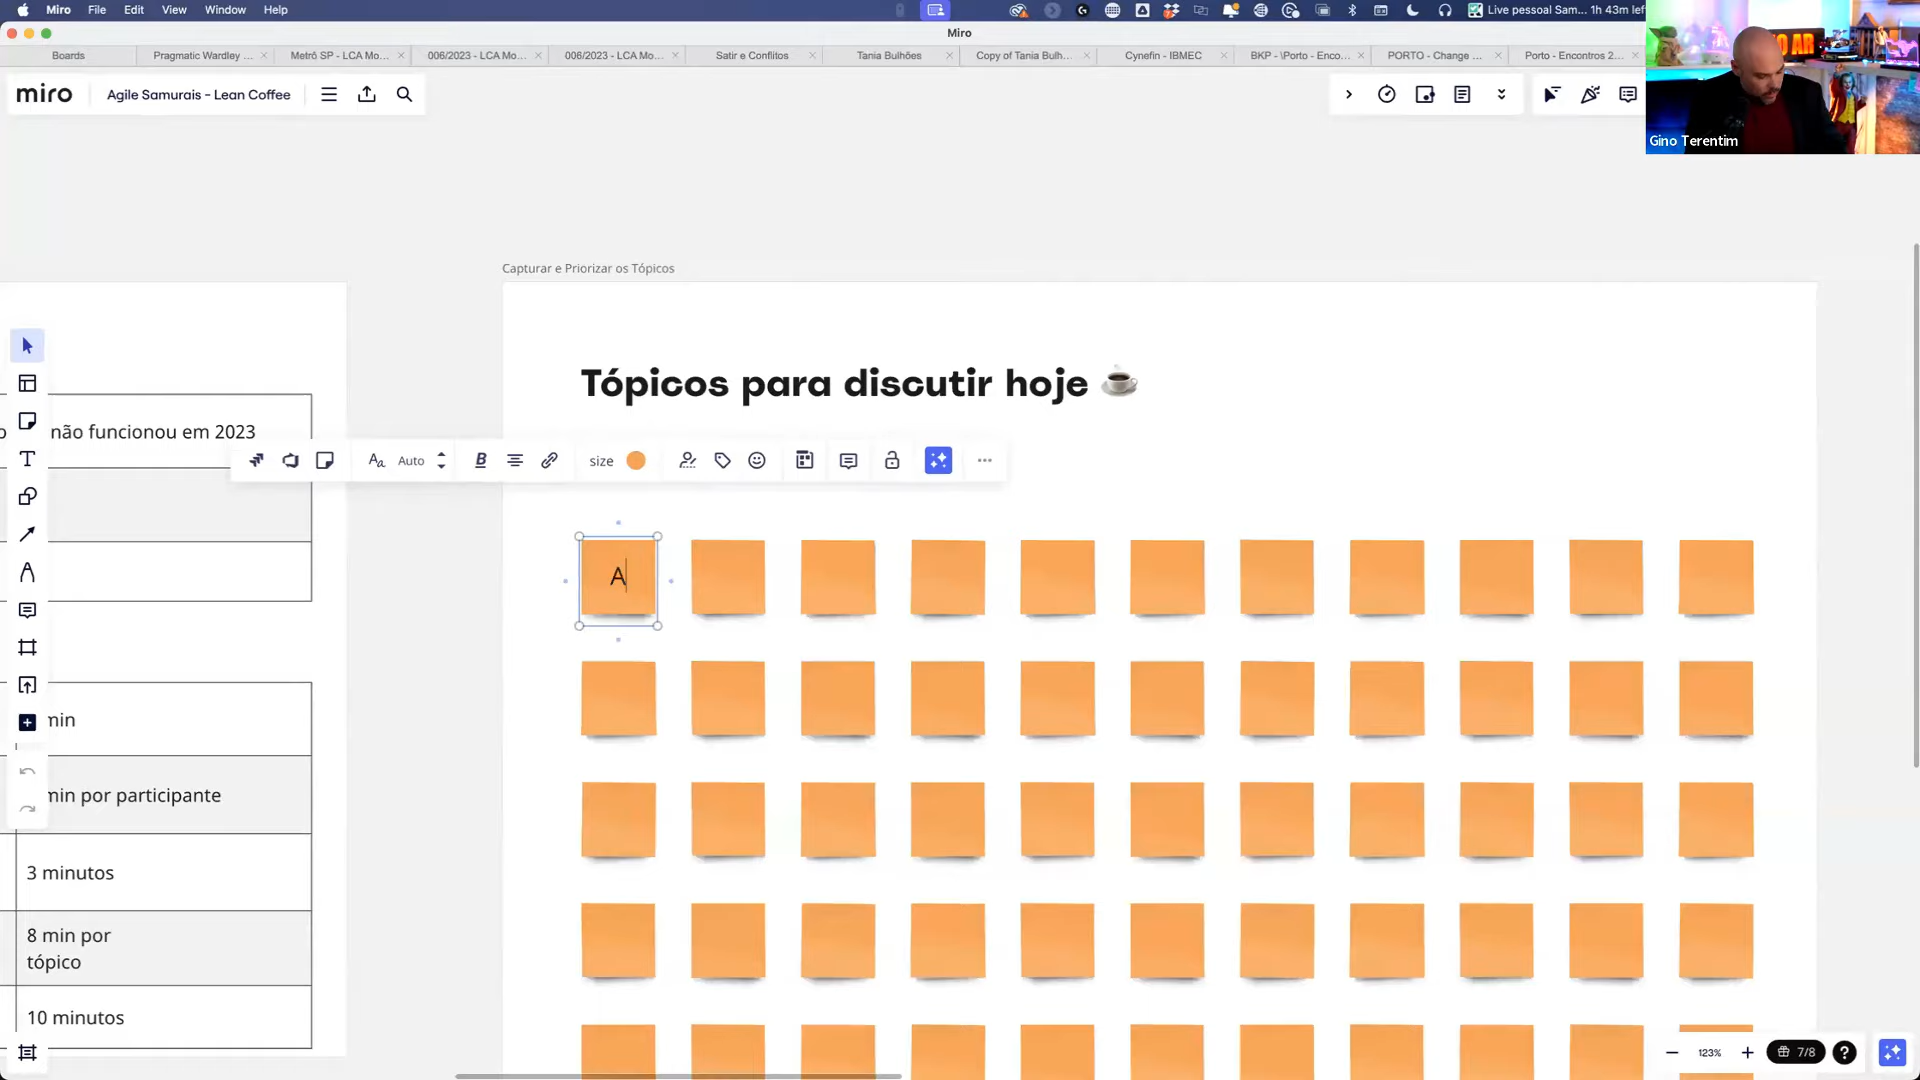 Miro File Edit View Window Help
Live pessoal Sam... 1h 43m lef
Miro
Boards
Pragmatic Wardley ...
Metrô SP - LCA Mo...
006/2023 - LCA Mo...
006/2023 - LCA Mo...
Satir e Conflitos
Tania Bulhões
Copy of Tania Bulh...
Cynefin - IBMEC
BKP - \Porto - Enco...
PORTO - Change ...
Porto - Encontros 2...
miro
Agile Samurais - Lean Coffee
O AR
Gino Terentim
Capturar e Priorizar os Tópicos
Tópicos para discutir hoje
não funcionou em 2023
Auto
B
size
A
min
min por participante
3 minutos
8 min por
tópico
10 minutos
123%
7/8